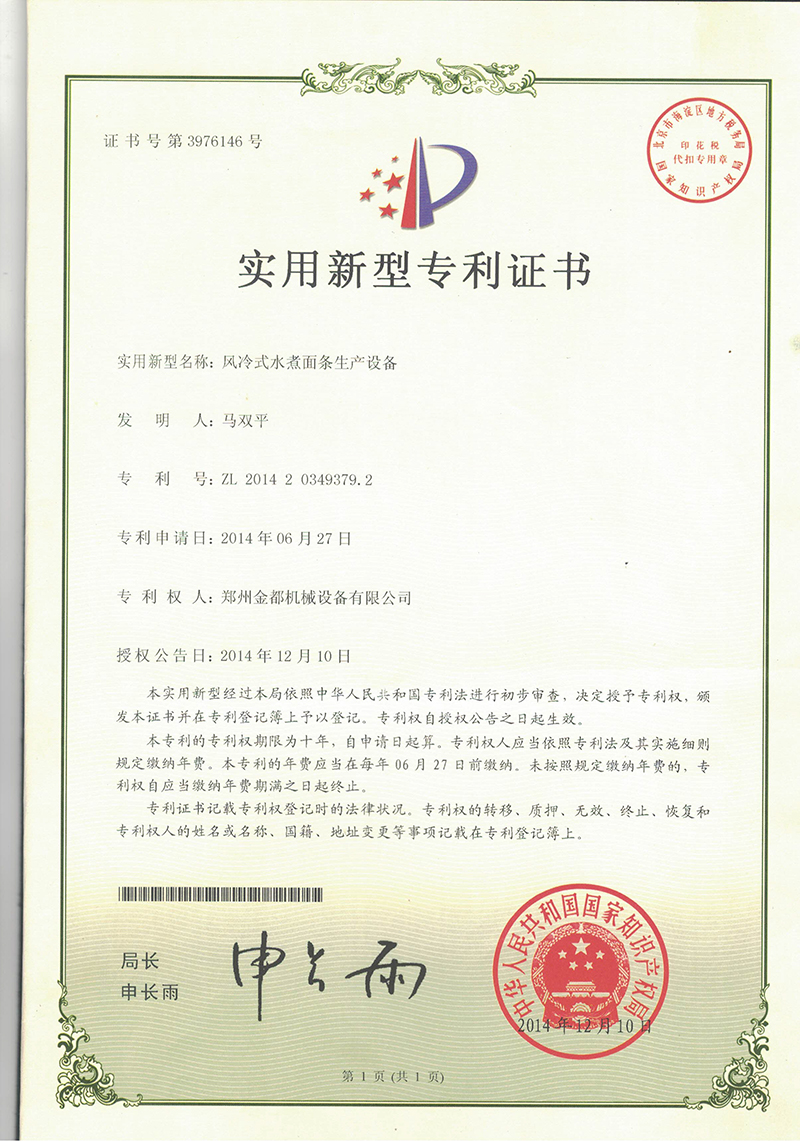 证书号第3976146号
北京市海淀区地方税务局
印花税
代扣专用章
国家知识产权局
实用新型专利证书
实用新型名称：风冷式水煮面条生产设备
发 明 人：马双平
专 利 号：ZL 2014 2 0349379.2
专利申请日：2014年06月27日
专 利 权 人：郑州金都机械设备有限公司
授权公告日：2014年12月10日
本实用新型经过本局依照中华人民共和国专利法进行初步审查，决定授予专利权，颁
发本证书并在专利登记簿上予以登记。专利权自授权公告之日起生效。
本专利的专利权期限为十年，自申请日起算。专利权人应当依照专利法及其实施细则
规定缴纳年费。本专利的年费应当在每年06月27日前缴纳。未按照规定缴纳年费的，专
利权自应当缴纳年费期满之日起终止。
专利证书记载专利权登记时的法律状况。专利权的转移、质押、无效、终止、恢复和
专利权人的姓名或名称、国籍、地址变更等事项记载在专利登记簿上。
局长
申长雨
申长雨
中华人民共和国国家知识产权局
2014年12月10日
第 1 页 (共 1 页)